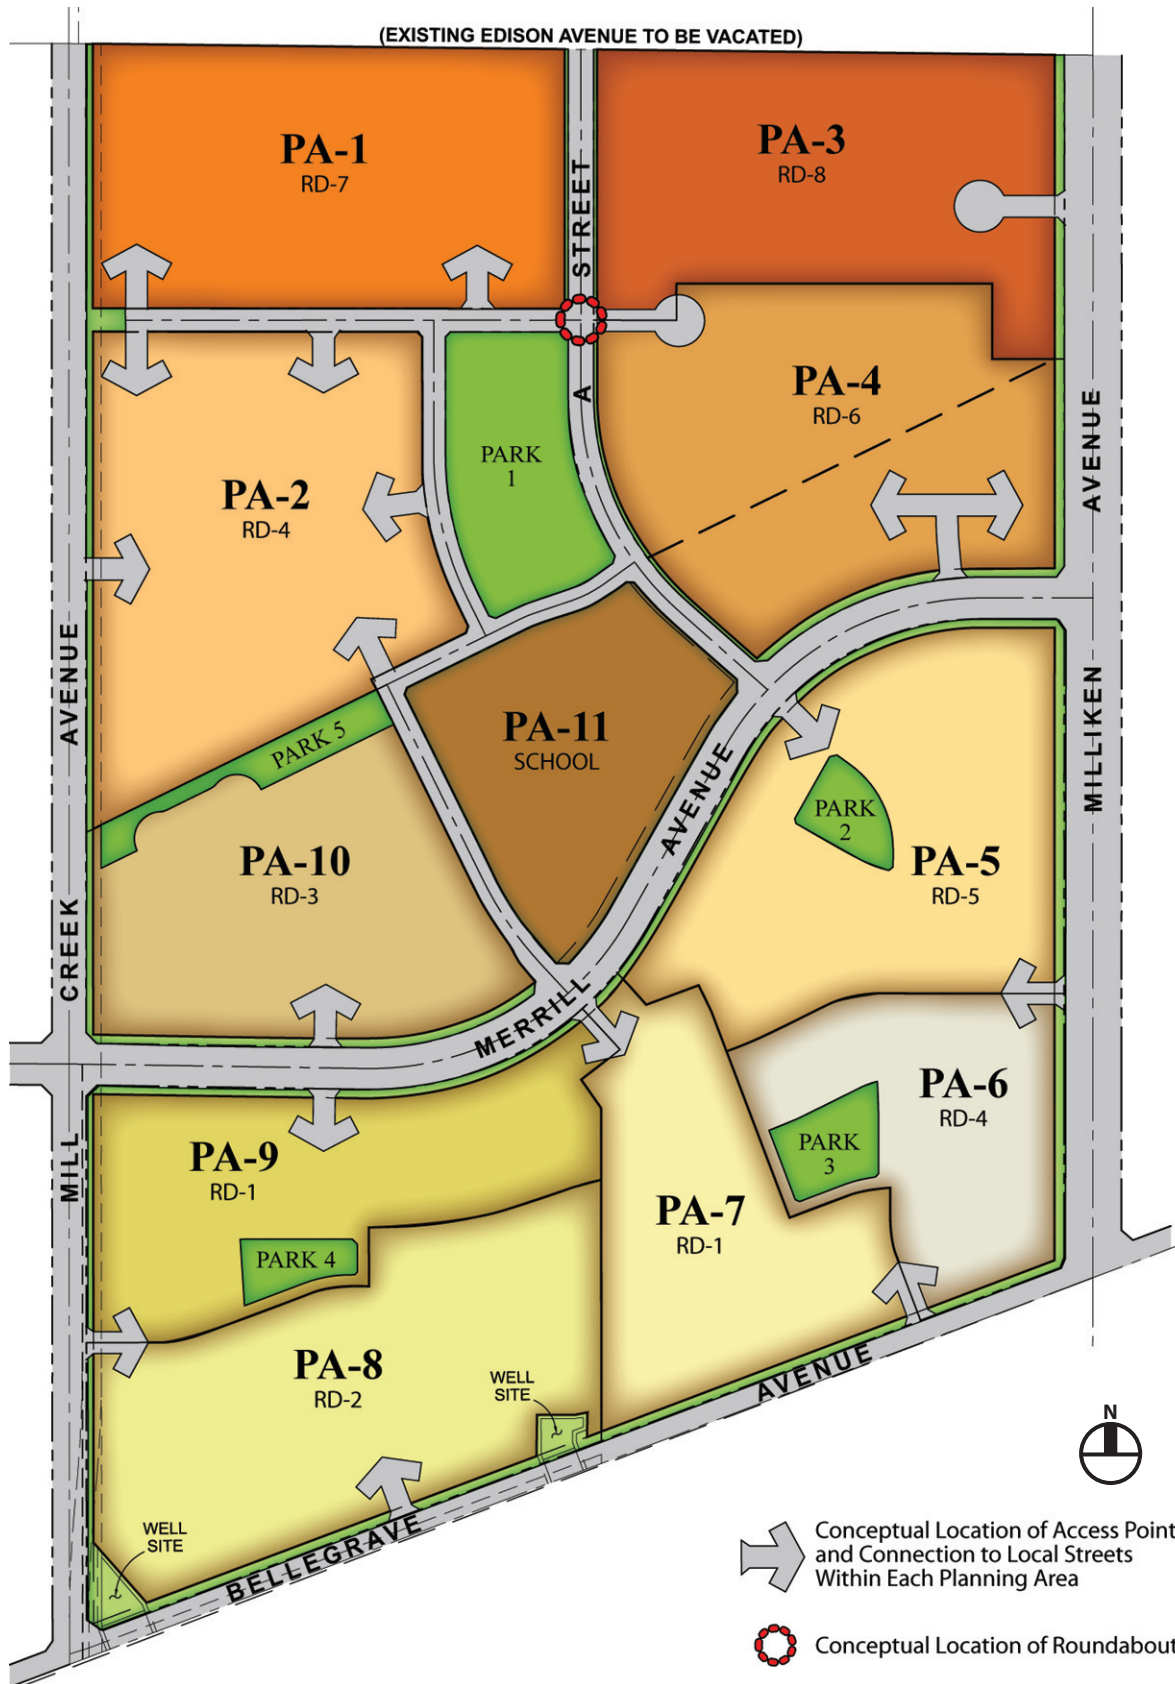 (EXISTING EDISON AVENUE TO BE VACATED)
PA-1
RD-7
PA-3
RD-8
A STREET
PA-4
RD-6
PARK
1
PA-2
RD-4
MILLIKEN AVENUE
PA-11
SCHOOL
PARK 5
MERRILL AVENUE
PARK
2
PA-10
RD-3
PA-5
RD-5
MILL CREEK AVENUE
PA-6
RD-4
PARK
3
PA-9
RD-1
PA-7
RD-1
PARK 4
PA-8
RD-2
WELL
SITE
WELL
SITE
BELLEGRAVE AVENUE
N
Conceptual Location of Access Point
and Connection to Local Streets
Within Each Planning Area
Conceptual Location of Roundabout